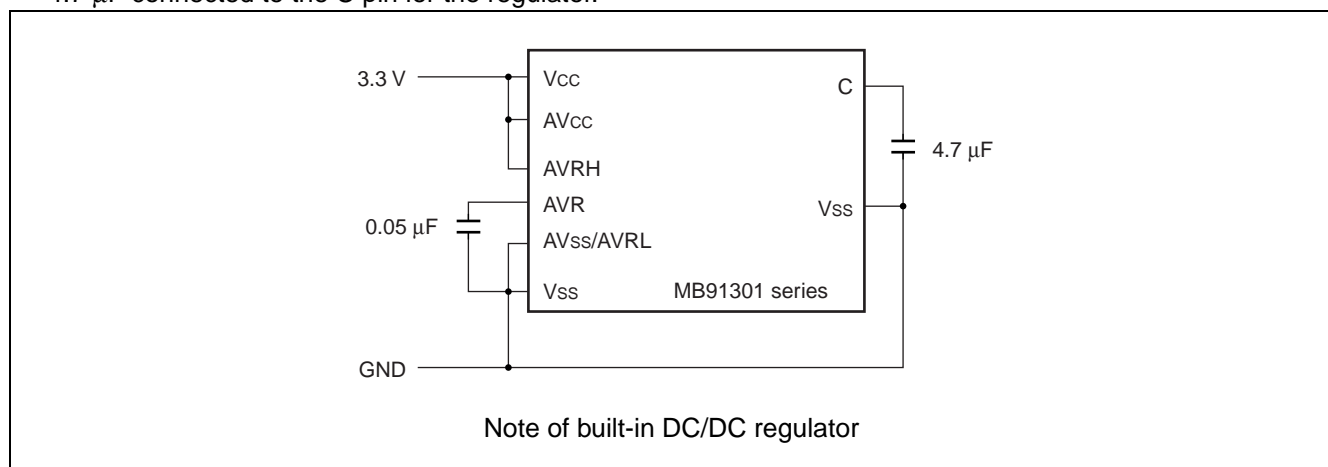 4.7 μF connected to the C pin for the regulator.
3.3 V
VCC
C
AVCC
4.7 μF
AVRH
AVR
VSS
0.05 μF
AVSS/AVRL
VSS
MB91301 series
GND
Note of built-in DC/DC regulator